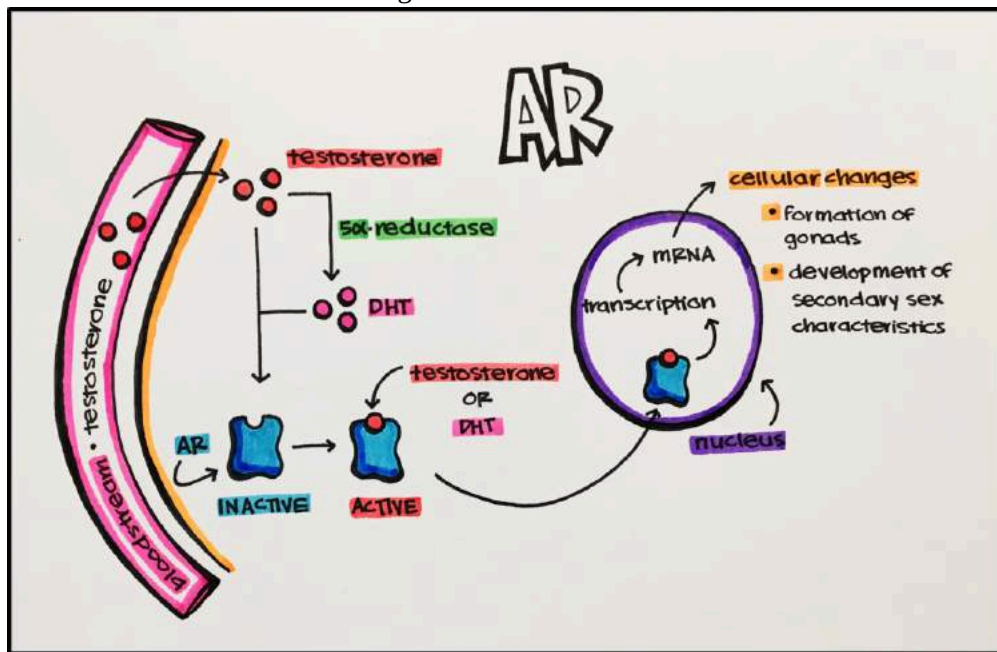 AR
testosterone
5α-reductase
DHT
bloodstream • testosterone
AR
INACTIVE
ACTIVE
testosterone
OR
DHT
cellular changes
• formation of
gonads
• development of
secondary sex
characteristics
mRNA
transcription
nucleus